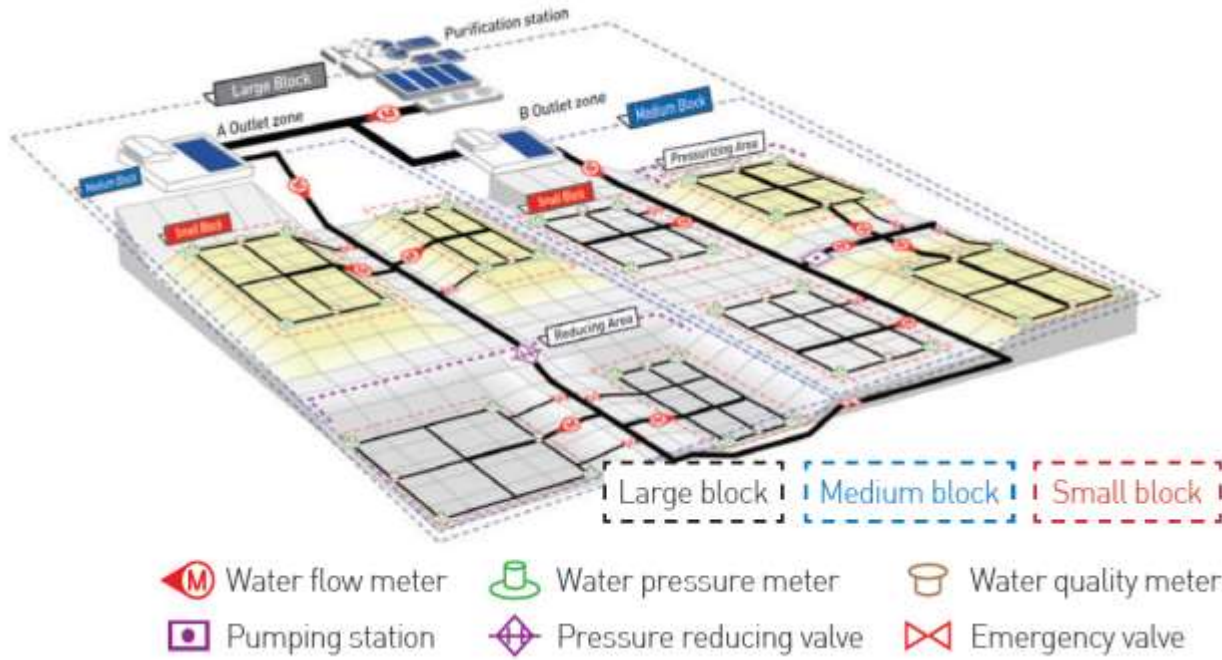 Purification station
Large Block
A Outlet zone
B Outlet zone
Medium Block
Medium Block
Pressurizing Area
Small Block
Small Block
Reducing Area
Large block
Medium block
Small block
M Water flow meter
Water pressure meter
Water quality meter
Pumping station
Pressure reducing valve
Emergency valve